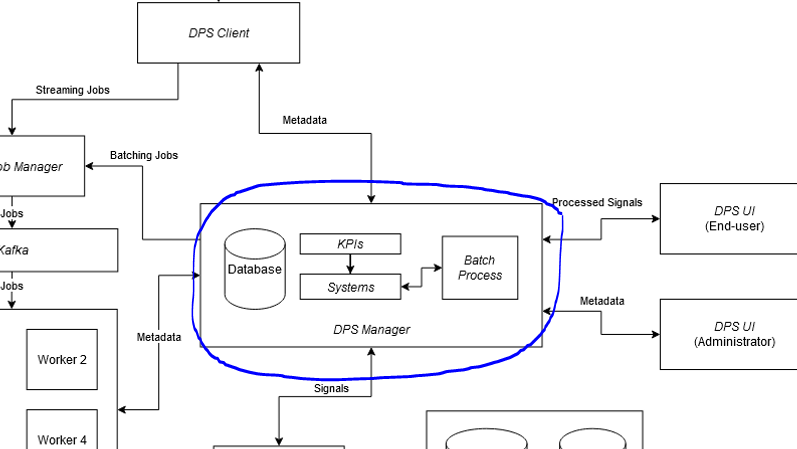 DPS Client
Streaming Jobs
Metadata
Batching Jobs
ob Manager
Jobs
Kafka
Jobs
Processed Signals
DPS UI
(End-user)
KPIs
Database
Systems
Batch
Process
DPS Manager
Metadata
Metadata
DPS UI
(Administrator)
Worker 2
Signals
Worker 4